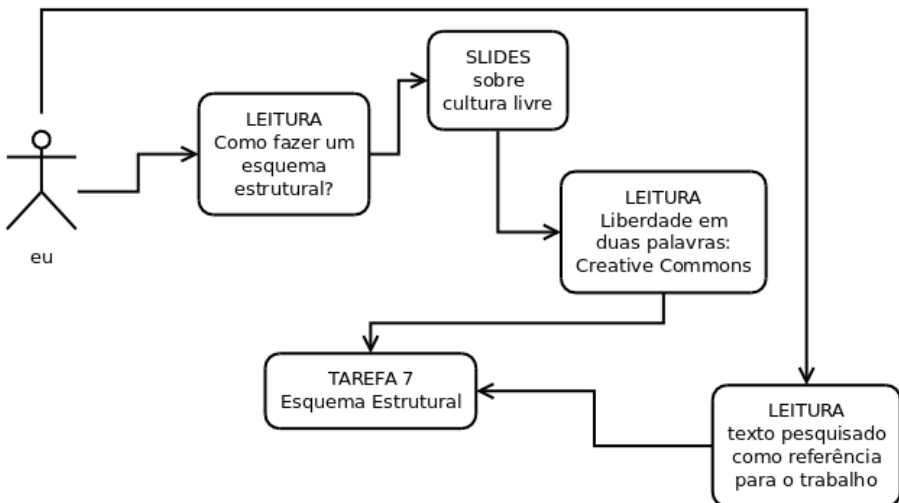 SLIDES
sobre
cultura livre
LEITURA
Como fazer um
esquema
estrutural?
LEITURA
Liberdade em
duas palavras:
Creative Commons
eu
TAREFA 7
Esquema Estrutural
LEITURA
texto pesquisado
como referência
para o trabalho